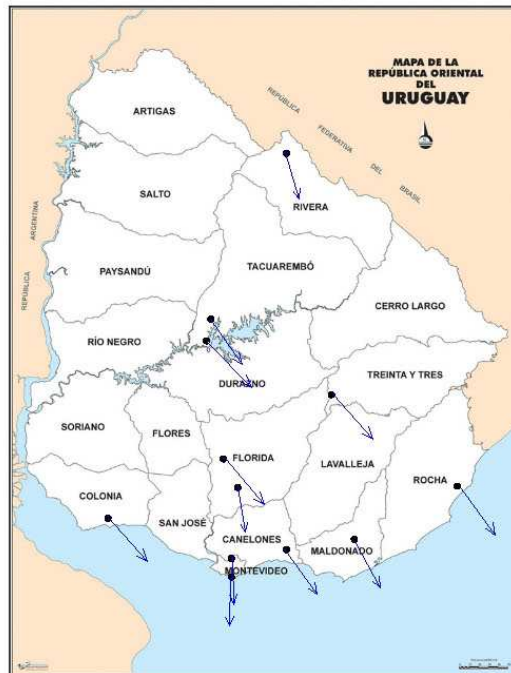 MAPA DE LA
REPÚBLICA ORIENTAL
DEL
URUGUAY
ARTIGAS
REPÚBLICA
FEDERATIVA
DEL
BRASIL
SALTO
RIVERA
REPÚBLICA ARGENTINA
PAYSANDÚ
TACUAREMBÓ
CERRO LARGO
RÍO NEGRO
DURAZNO
TREINTA Y TRES
SORIANO
FLORES
FLORIDA
LAVALLEJA
ROCHA
COLONIA
SAN JOSÉ
CANELONES
MALDONADO
MONTEVIDEO